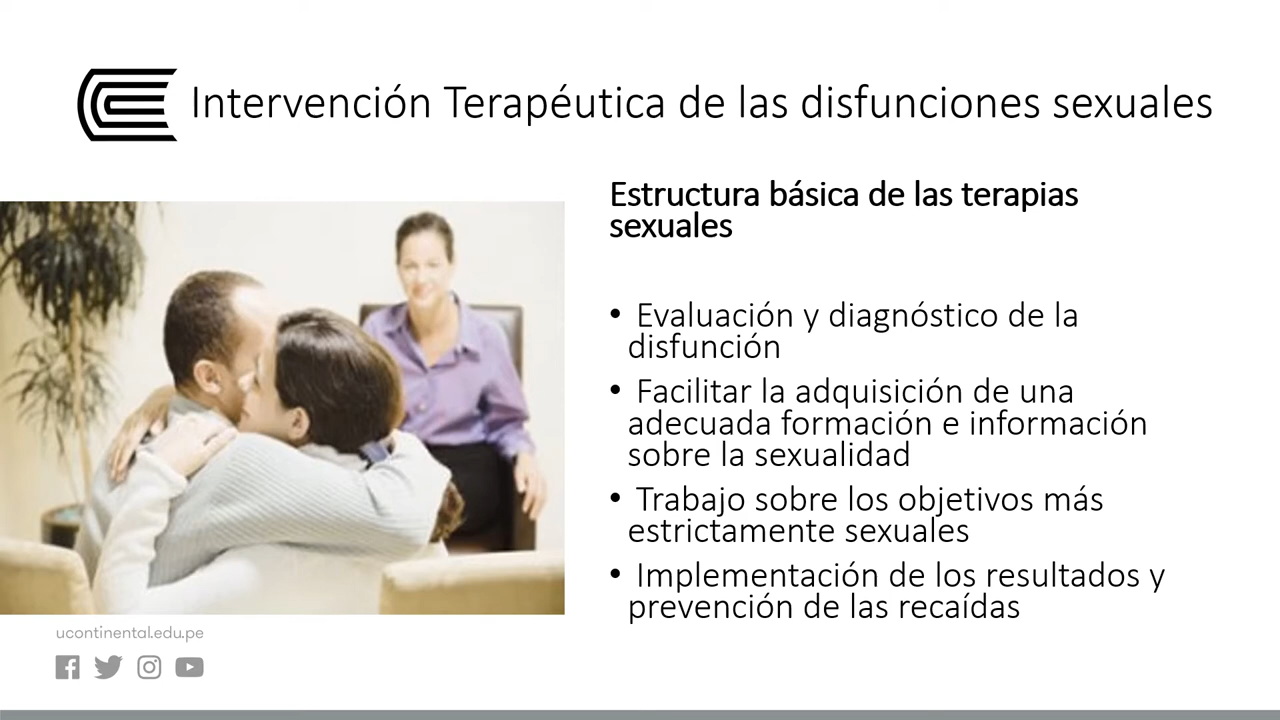 Intervención Terapéutica de las disfunciones sexuales
Estructura básica de las terapias
sexuales
• Evaluación y diagnóstico de la
disfunción
• Facilitar la adquisición de una
adecuada formación e información
sobre la sexualidad
• Trabajo sobre los objetivos más
estrictamente sexuales
• Implementación de los resultados y
prevención de las recaídas
ucontinental.edu.pe